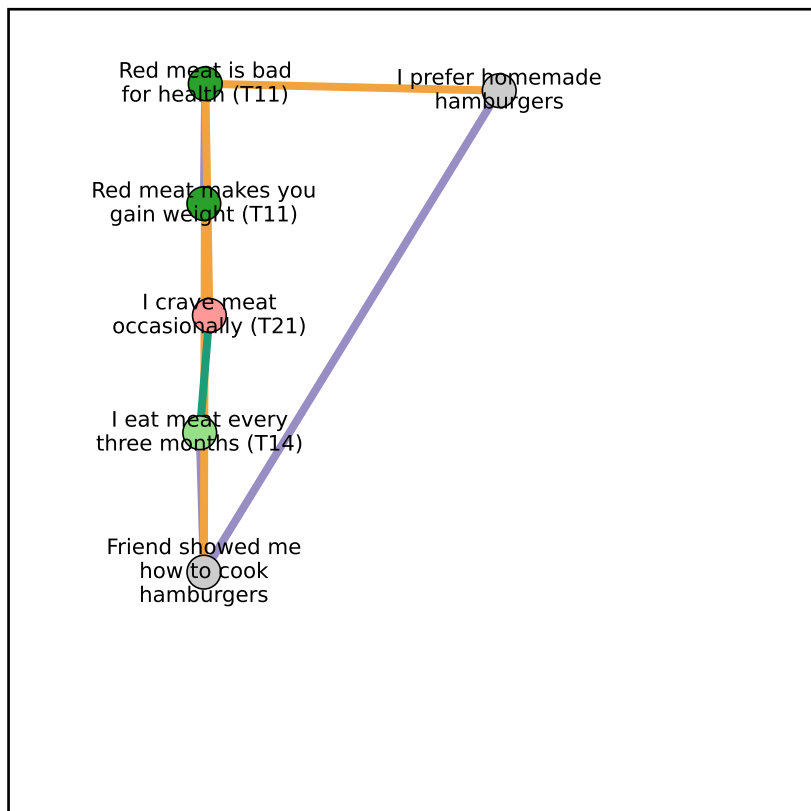 Red meat is bad
for health (T11)
I prefer homemade
hamburgers
Red meat makes you
gain weight (T11)
I crave meat
occasionally (T21)
I eat meat every
three months (T14)
Friend showed me
how to cook
hamburgers